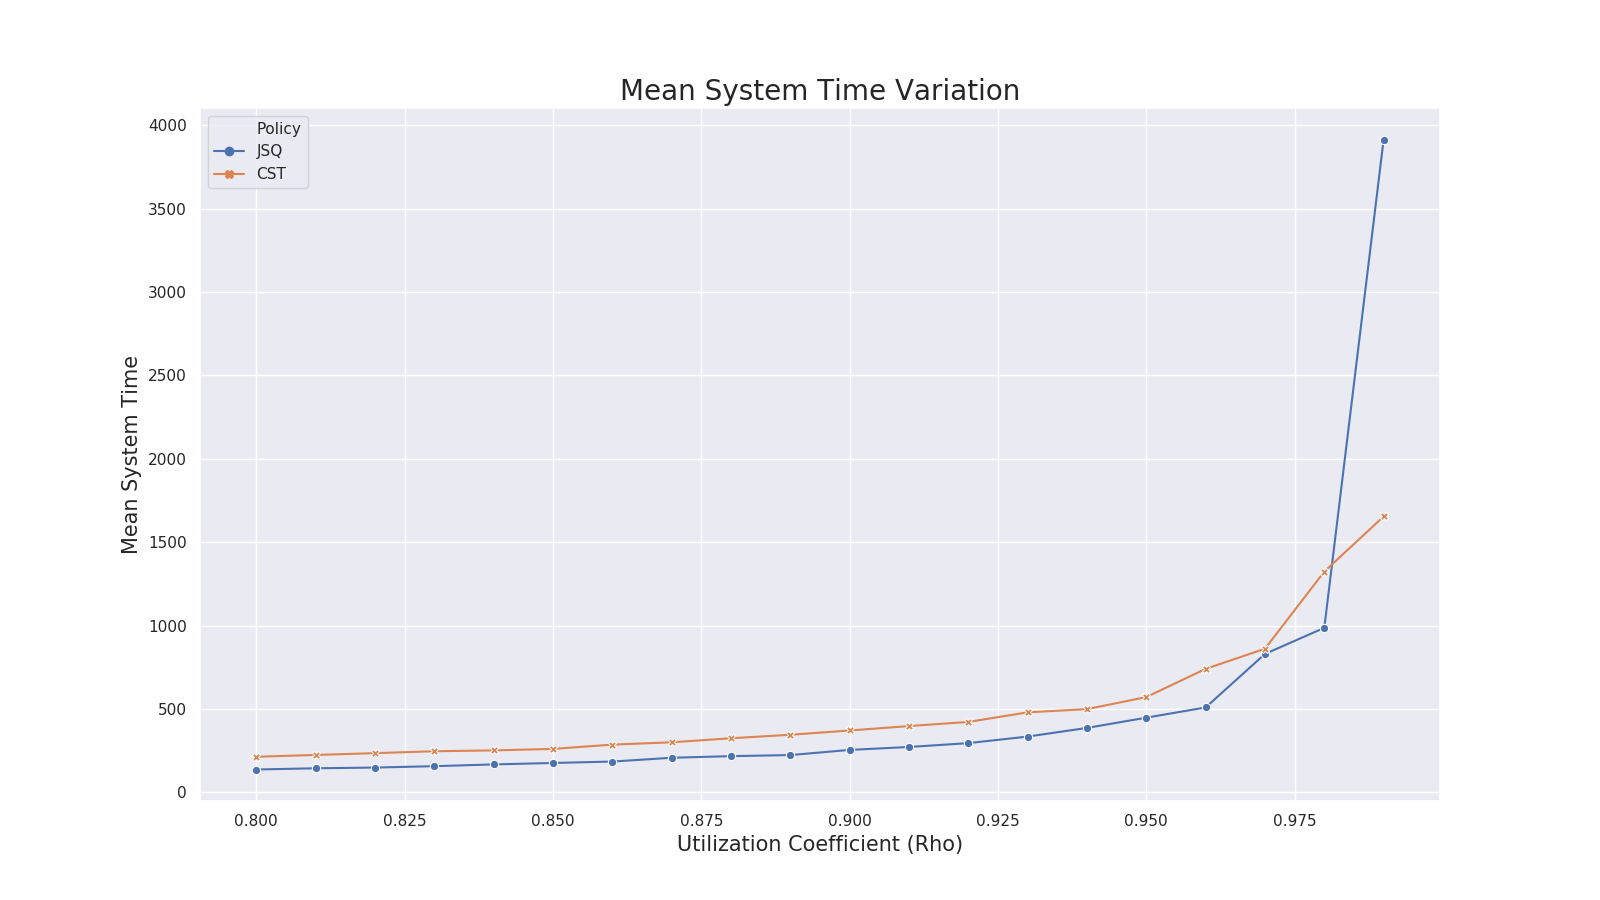 Mean System Time Variation
Policy
JSQ
CST
4000
3500
3000
2500
2000
1500
1000
500
0
Mean System Time
0.800 0.825 0.850 0.875 0.900 0.925 0.950 0.975
Utilization Coefficient (Rho)